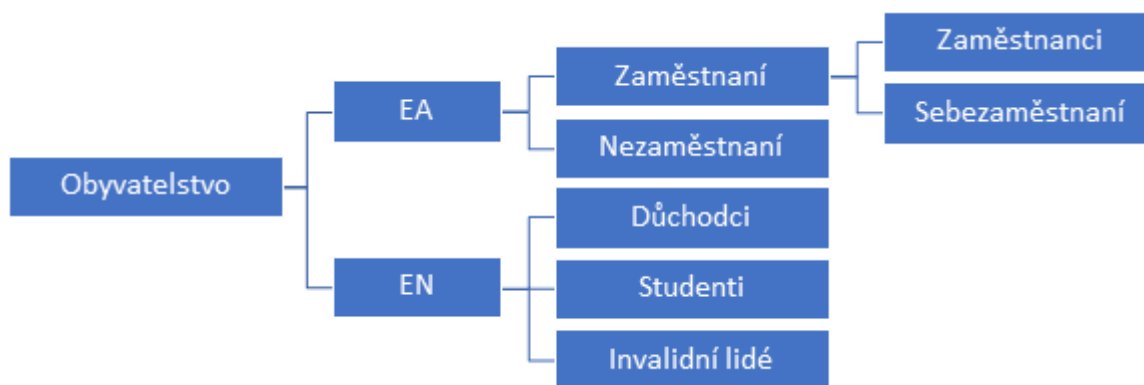 Obyvatelstvo
EA
Zaměstnaní
Zaměstnanci
Sebezaměstnaní
Nezaměstnaní
EN
Důchodci
Studenti
Invalidní lidé